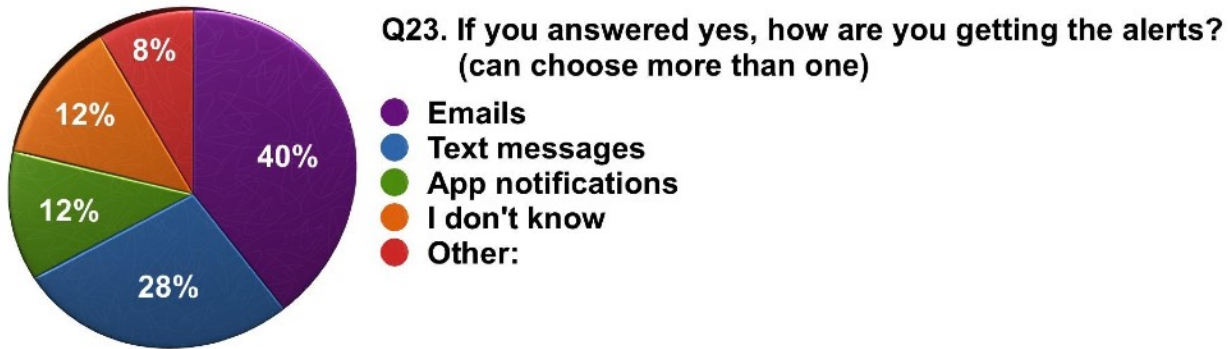 Q23. If you answered yes, how are you getting the alerts?
(can choose more than one)
Emails
Text messages
App notifications
I don't know
Other:
8%
12%
40%
12%
28%